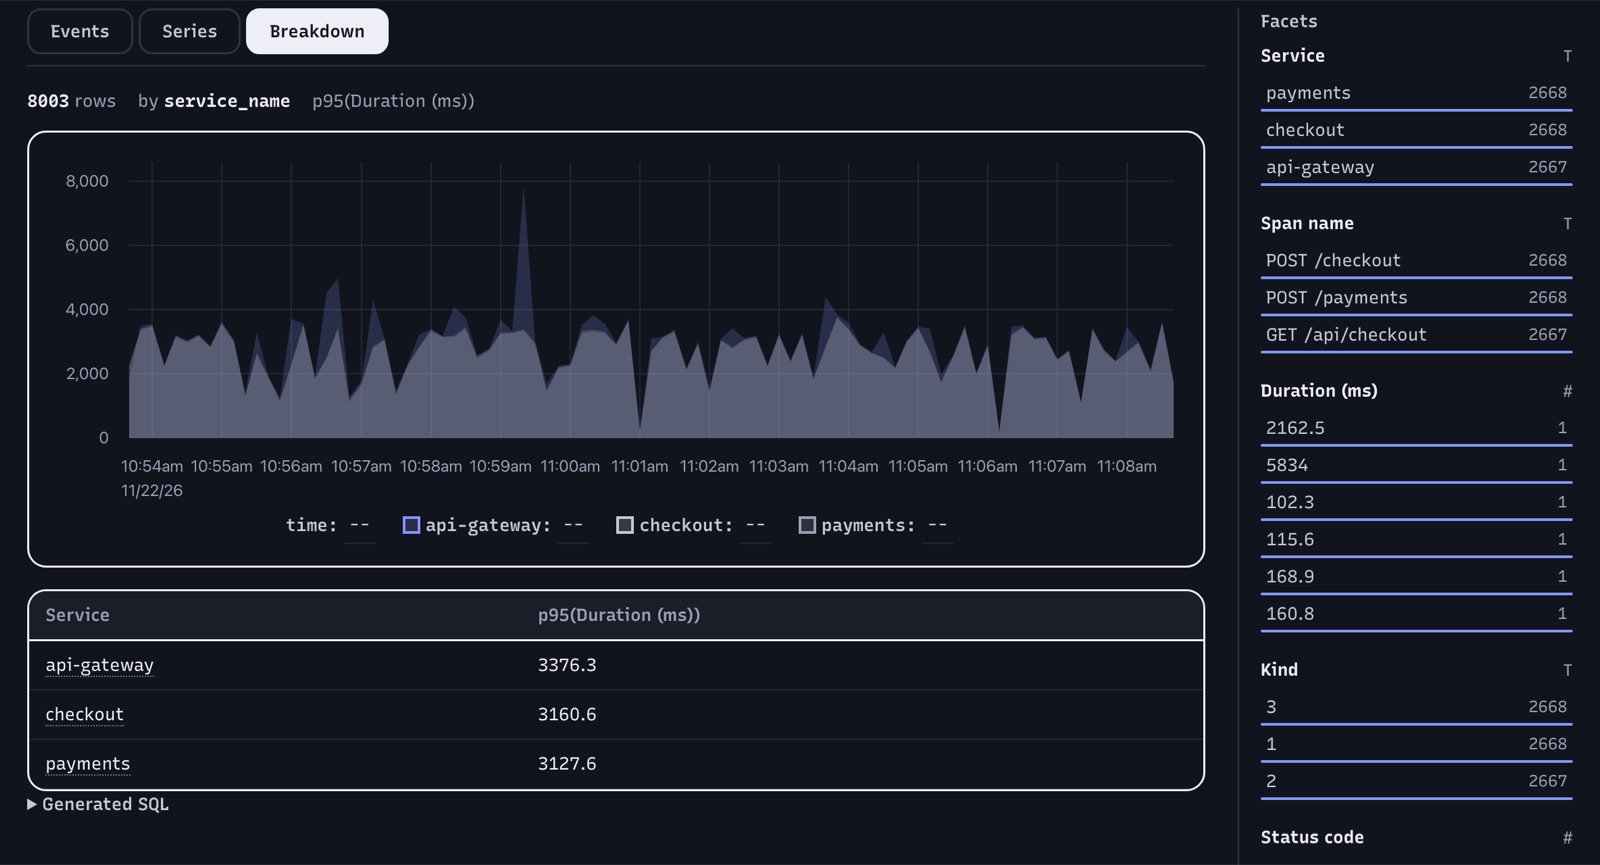 Events Series Breakdown
8003 rows by service_name p95(Duration (ms))
8,000
6,000
4,000
2,000
0
10:54am 10:55am 10:56am 10:57am 10:58am 10:59am 11:00am 11:01am 11:02am 11:03am 11:04am 11:05am 11:06am 11:07am 11:08am
11/22/26
time: -- api-gateway: -- checkout: -- payments: --
Service p95(Duration (ms))
api-gateway 3376.3
checkout 3160.6
payments 3127.6
Generated SQL
Facets
Service T
payments 2668
checkout 2668
api-gateway 2667
Span name T
POST /checkout 2668
POST /payments 2668
GET /api/checkout 2667
Duration (ms) #
2162.5 1
5834 1
102.3 1
115.6 1
168.9 1
160.8 1
Kind T
3 2668
1 2668
2 2667
Status code #